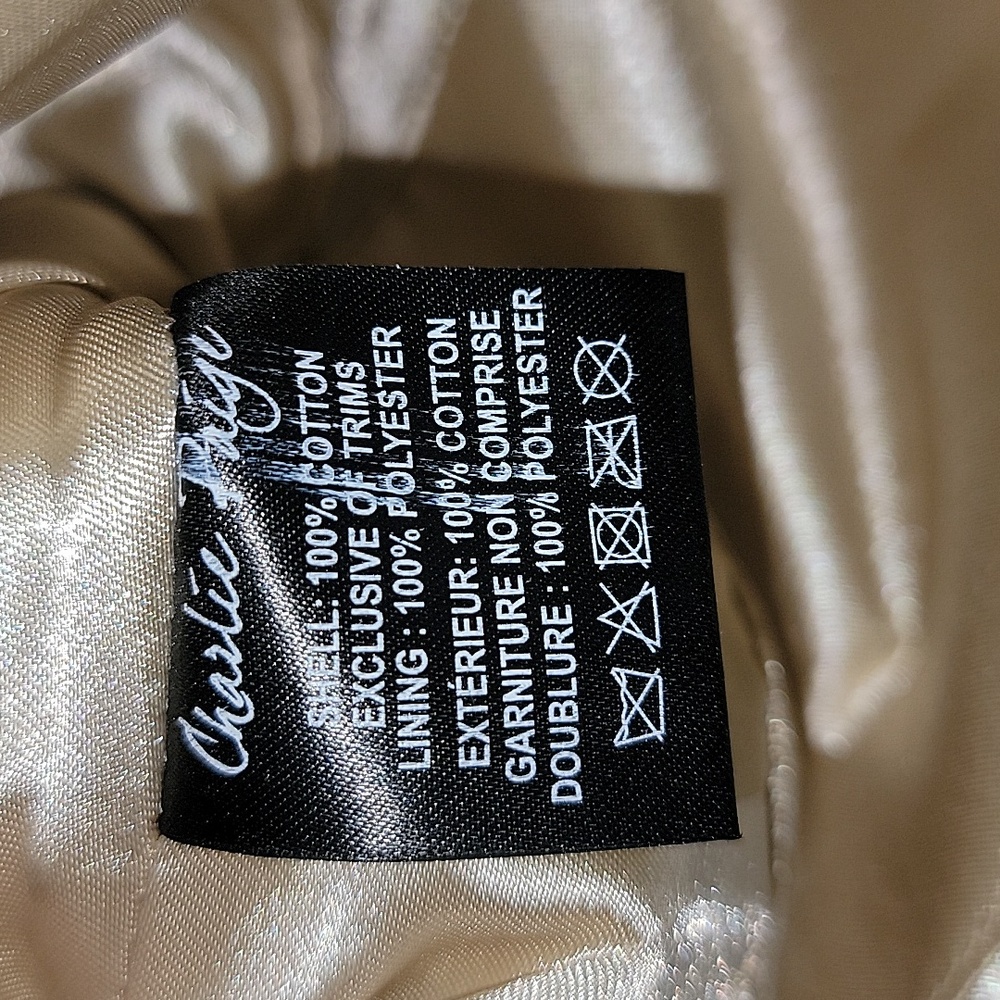 Charlie Paige
SHELL: 100% COTTON
EXCLUSIVE OF TRIMS
LINING : 100% POLYESTER
EXTÉRIEUR: 100% COTTON
GARNITURE NON COMPRISE
DOUBLURE : 100% POLYESTER